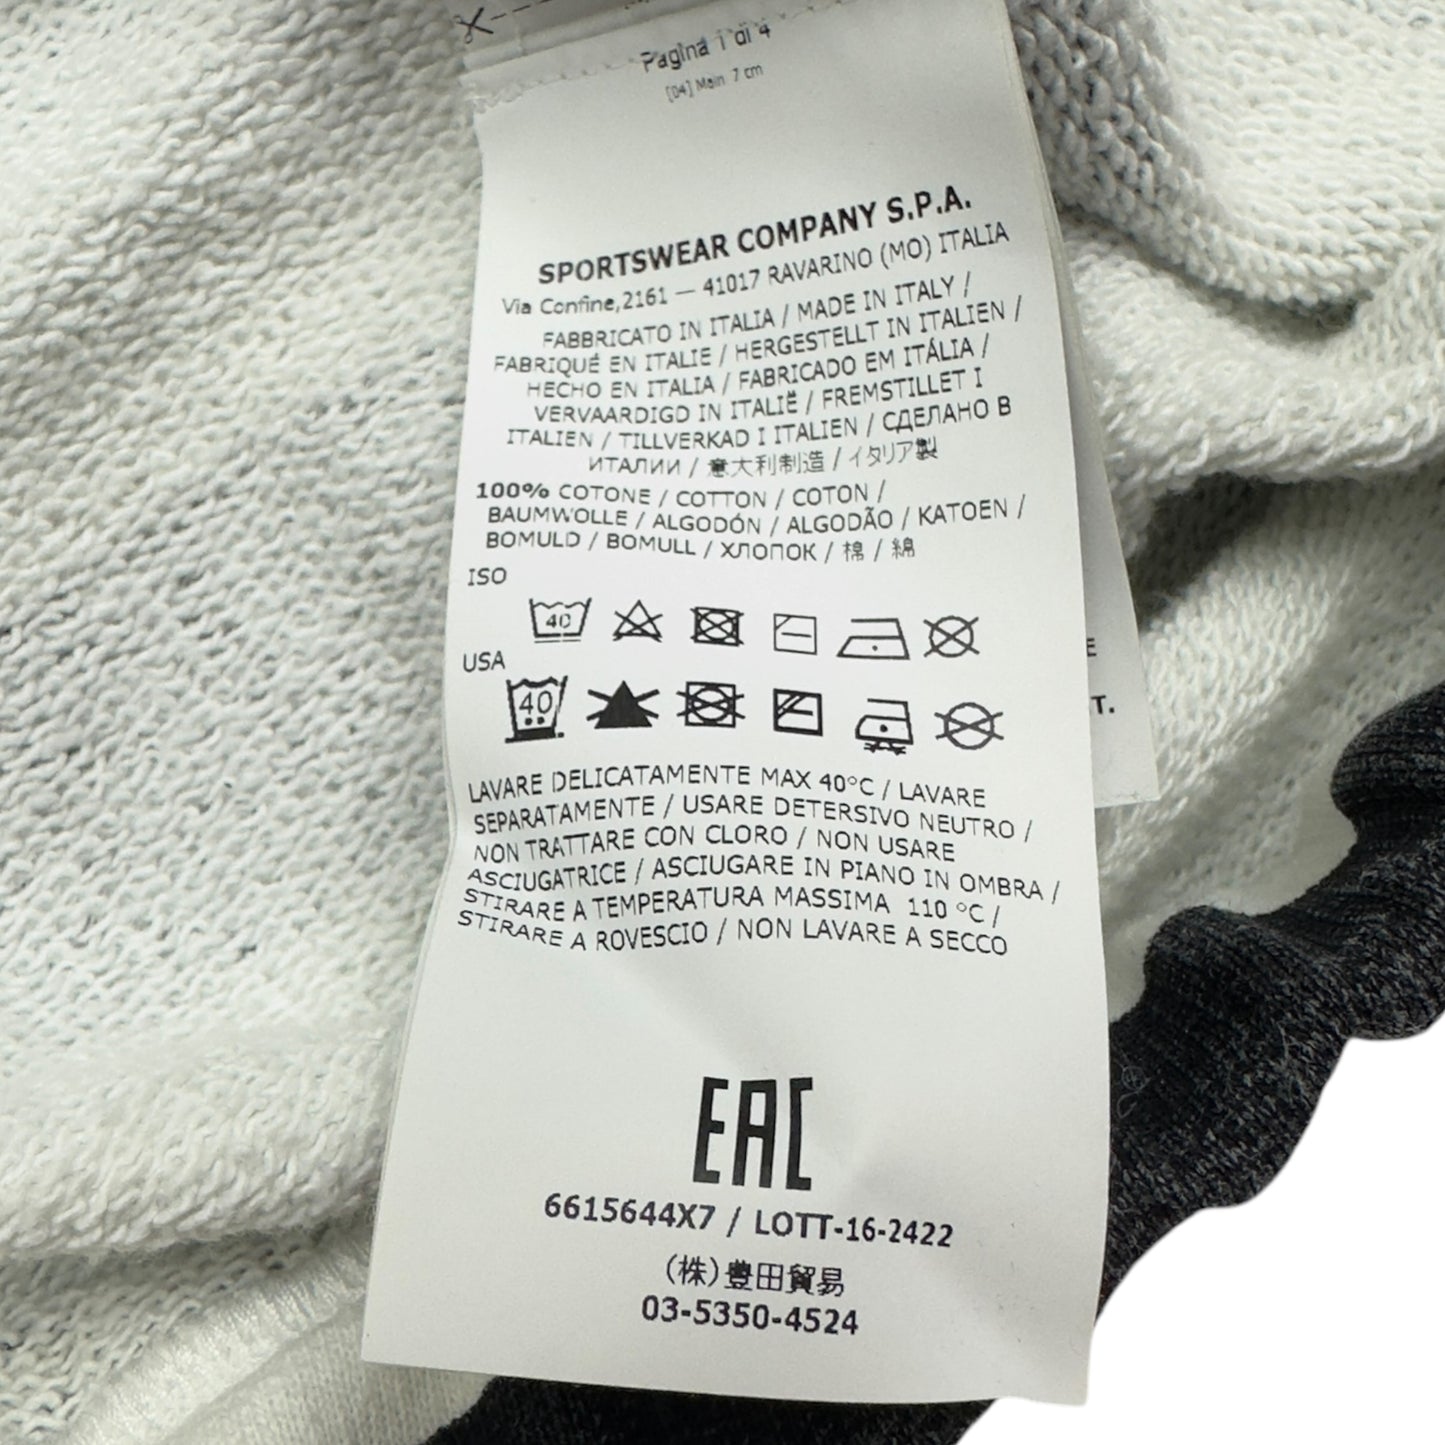 Pagina 1 di 4
[04] Main 7 cm
SPORTSWEAR COMPANY S.P.A.
Via Confine,2161 — 41017 RAVARINO (MO) ITALIA
FABBRICATO IN ITALIA / MADE IN ITALY /
FABRIQUÉ EN ITALIE / HERGESTELLT IN ITALIEN /
HECHO EN ITALIA / FABRICADO EM ITÁLIA /
VERVAARDIGD IN ITALIË / FREMSTILLET I
ITALIEN / TILLVERKAD I ITALIEN / СДЕЛАНО В
ИТАЛИИ / 意大利制造 / イタリア製
100% COTONE / COTTON / COTON /
BAUMWOLLE / ALGODÓN / ALGODÃO / KATOEN /
BOMULD / BOMULL / ХЛОПОК / 棉 / 綿
ISO
40
USA
40
LAVARE DELICATAMENTE MAX 40°C / LAVARE
SEPARATAMENTE / USARE DETERSIVO NEUTRO /
NON TRATTARE CON CLORO / NON USARE
ASCIUGATRICE / ASCIUGARE IN PIANO IN OMBRA /
STIRARE A TEMPERATURA MASSIMA 110 °C /
STIRARE A ROVESCIO / NON LAVARE A SECCO
EAC
6615644X7 / LOTT-16-2422
(株)豊田貿易
03-5350-4524
E
T.